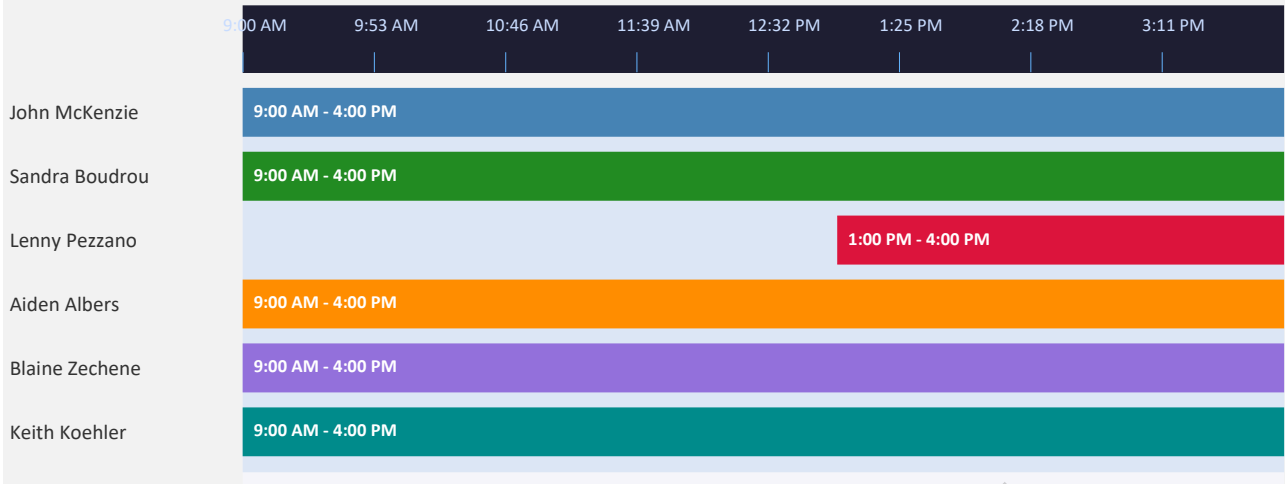 9:00 AM 9:53 AM 10:46 AM 11:39 AM 12:32 PM 1:25 PM 2:18 PM 3:11 PM
John McKenzie 9:00 AM - 4:00 PM
Sandra Boudrou 9:00 AM - 4:00 PM
Lenny Pezzano 1:00 PM - 4:00 PM
Aiden Albers 9:00 AM - 4:00 PM
Blaine Zechene 9:00 AM - 4:00 PM
Keith Koehler 9:00 AM - 4:00 PM